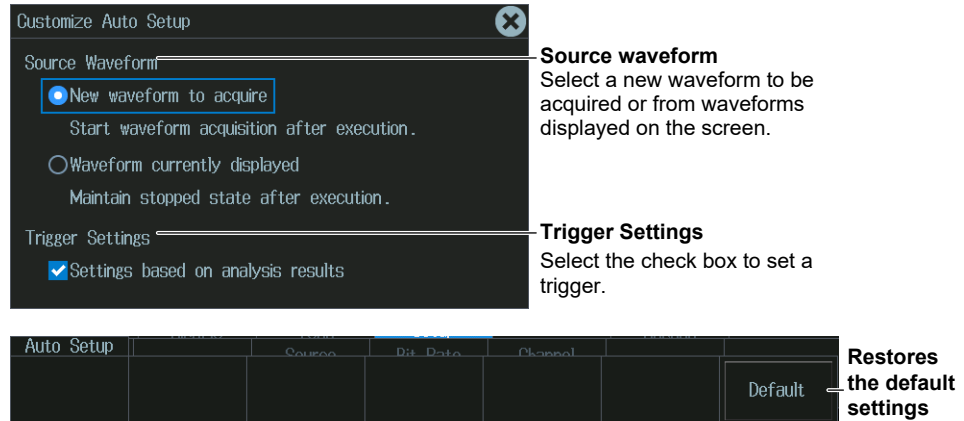 Customize Auto Setup
Source Waveform
New waveform to acquire
Start waveform acquisition after execution.
Waveform currently displayed
Maintain stopped state after execution.
Trigger Settings
Settings based on analysis results
Source waveform
Select a new waveform to be
acquired or from waveforms
displayed on the screen.
Trigger Settings
Select the check box to set a
trigger.
Auto Setup
Source
Bit Rate
Channel
Default
Restores
the default
settings